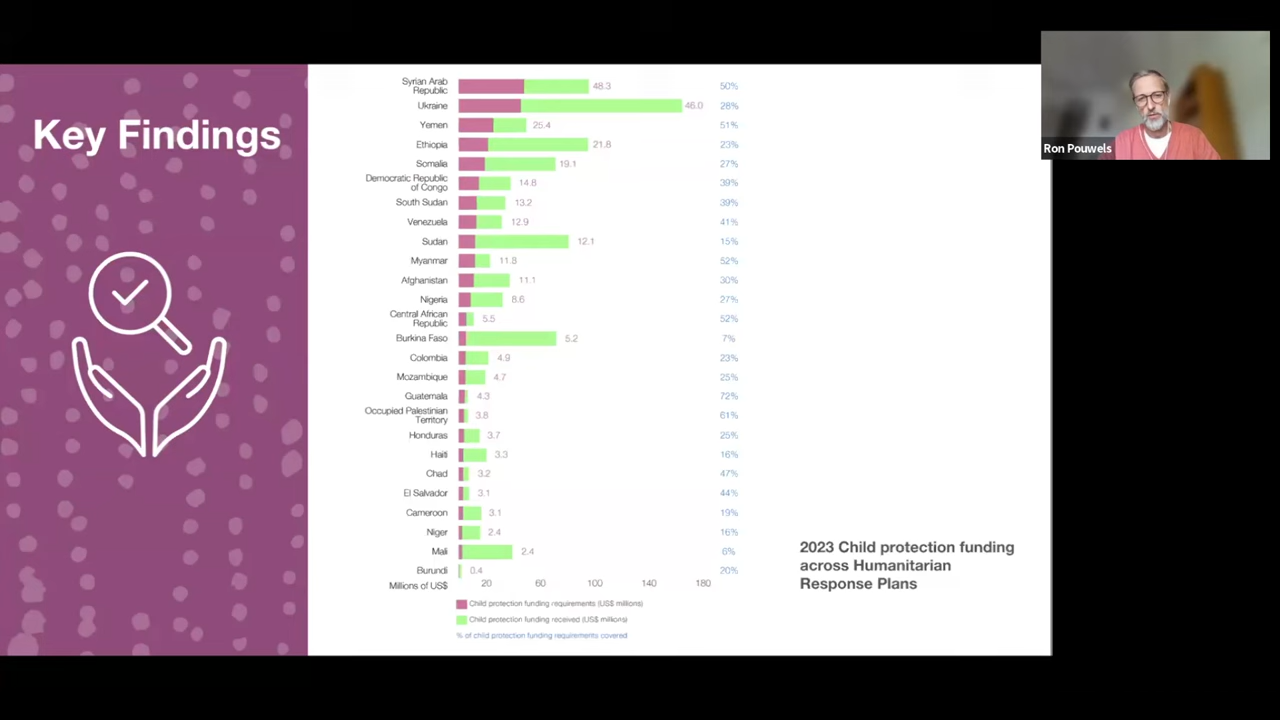 Key Findings
Syrian Arab
Republic 48.3 50%
Ukraine 46.0 28%
Yemen 25.4 51%
Ethiopia 21.8 23%
Somalia 19.1 27%
Democratic Republic
of Congo 14.8 39%
South Sudan 13.2 39%
Venezuela 12.9 41%
Sudan 12.1 15%
Myanmar 11.8 52%
Afghanistan 11.1 30%
Nigeria 8.6 27%
Central African
Republic 5.5 52%
Burkina Faso 5.2 7%
Colombia 4.9 23%
Mozambique 4.7 25%
Guatemala 4.3 72%
Occupied Palestinian
Territory 3.8 61%
Honduras 3.7 25%
Haiti 3.3 16%
Chad 3.2 47%
El Salvador 3.1 44%
Cameroon 3.1 19%
Niger 2.4 16%
Mali 2.4 6%
Burundi 0.4 20%
Millions of US$ 20 60 100 140 180
Child protection funding requirements (US$ millions)
Child protection funding received (US$ millions)
% of child protection funding requirements covered
2023 Child protection funding
across Humanitarian
Response Plans
Ron Pouwels